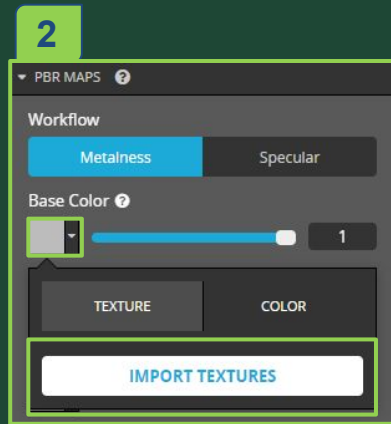 2
PBR MAPS ?
Workflow
Metalness Specular
Base Color ?
1
TEXTURE COLOR
IMPORT TEXTURES